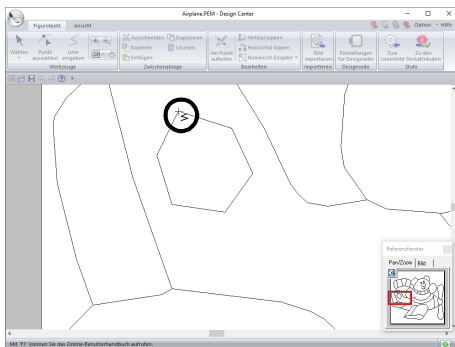 Airplane.PEM - Design Center
Figurobjekt Ansicht Option Hilfe
Wählen Punkt auswählen Linie eingeben
Werkzeuge
Ausschneiden Duplizieren
Kopieren Löschen
Einfügen
Zwischenablage
Am Punkt aufteilen
Vertikal kippen
Horizontal kippen
Numerisch Eingabe
Bearbeiten
Bild importieren
Importieren
Einstellungen für Designseite
Designseite
Zum Linienbild Zu den Stickattributen
Stufe
Referenzfenster
Pan/Zoom Bild
Mit 'F1' können Sie das Online-Benutzerhandbuch aufrufen.